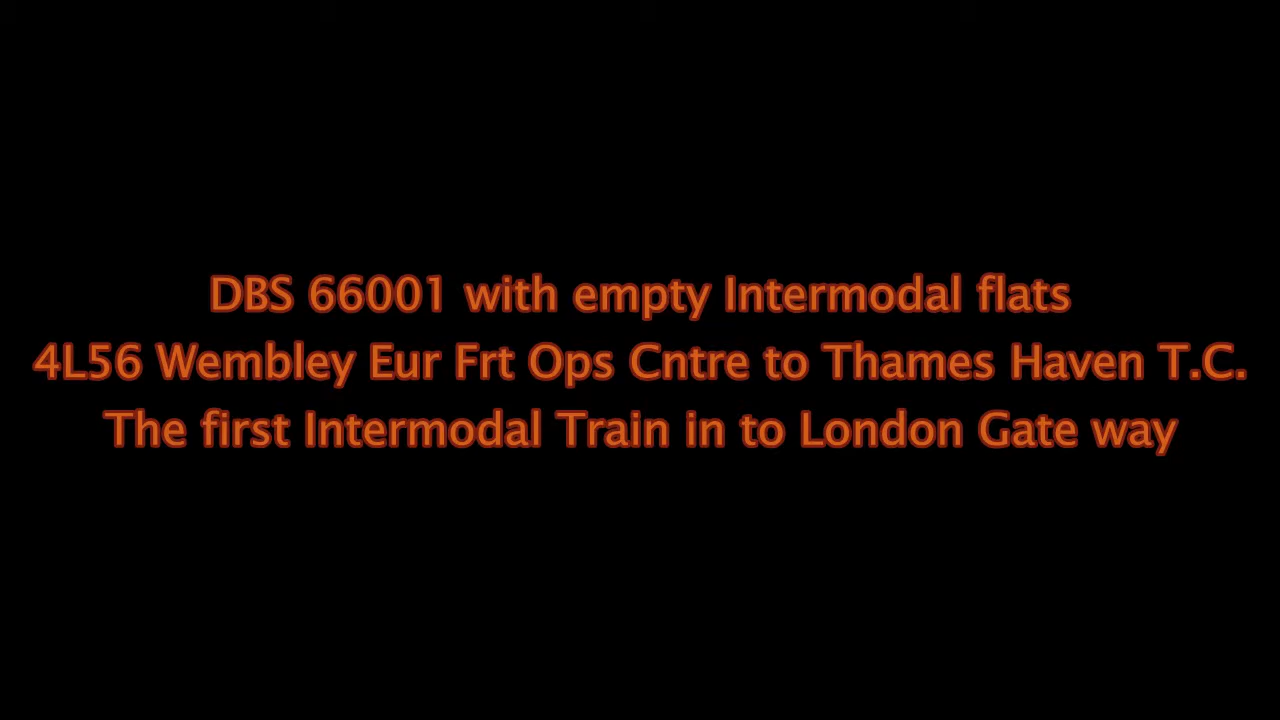 DBS 66001 with empty Intermodal flats
4L56 Wembley Eur Frt Ops Cntre to Thames Haven T.C.
The first Intermodal Train in to London Gate way